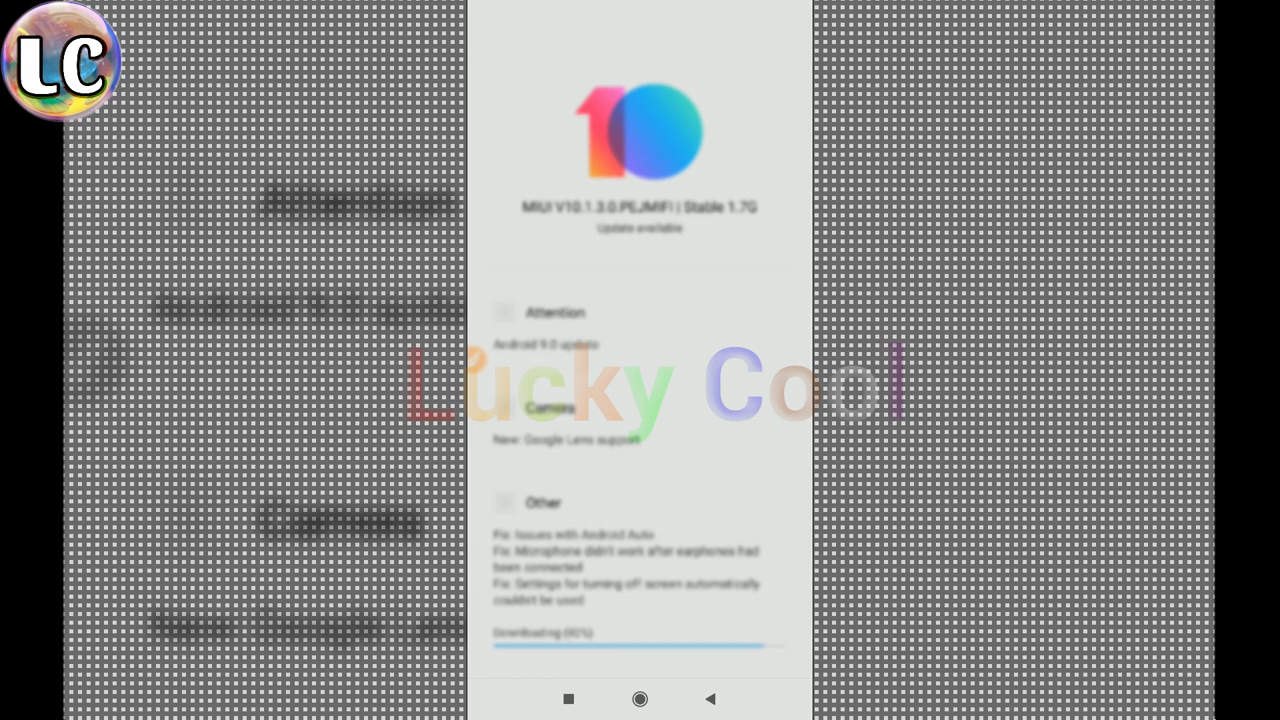 LC
MIUI V10.1.3.0.PEJMIFI | Stable 1.7G
Update available
Attention
Android 9.0 update
Lucky Cool
Camera
New: Google Lens support
Other
Fix: Issues with Android Auto
Fix: Microphone didn't work after earphones had
been connected
Fix: Settings for turning off screen automatically
couldn't be used
Downloading (92%)